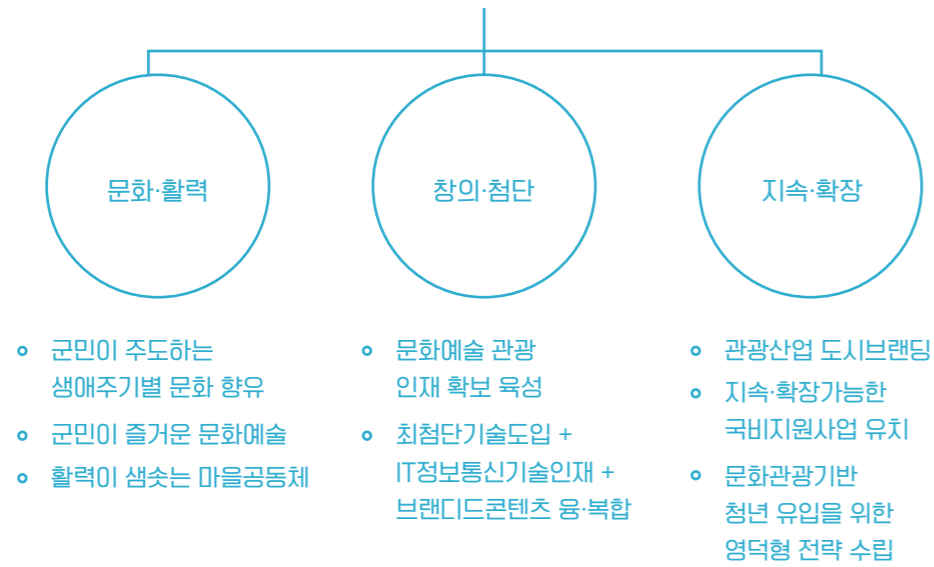 문화·활력
창의·첨단
지속·확장
군민이 주도하는
생애주기별 문화 향유
군민이 즐거운 문화예술
활력이 샘솟는 마을공동체
문화예술 관광
인재 확보 육성
최첨단기술도입 +
IT정보통신기술인재 +
브랜디드콘텐츠 융·복합
관광산업 도시브랜딩
지속·확장가능한
국비지원사업 유치
문화관광기반
청년 유입을 위한
영덕형 전략 수립